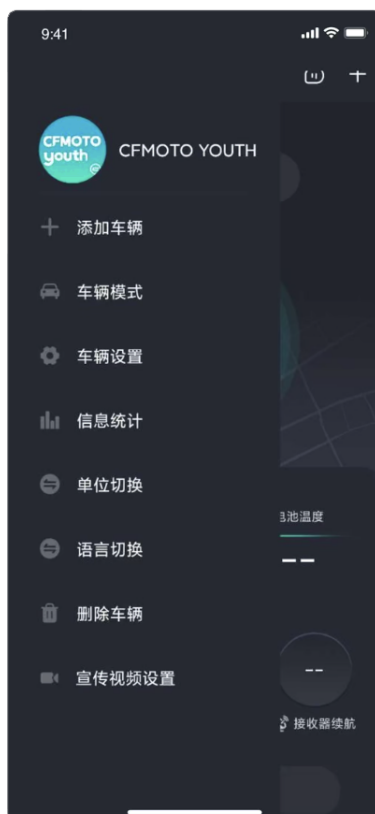 9:41
CFMOTO
youth
CFMOTO YOUTH
添加车辆
车辆模式
车辆设置
信息统计
单位切换
语言切换
删除车辆
宣传视频设置
池温度
--
--
接收器续航